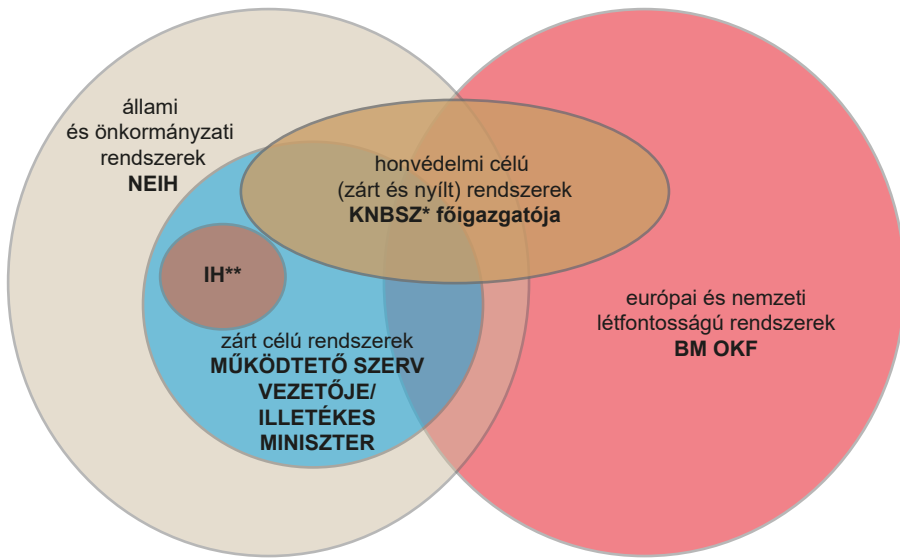 állami
és önkormányzati
rendszerek
NEIH
honvédelmi célú
(zárt és nyílt) rendszerek
KNBSZ* főigazgatója
IH**
zárt célú rendszerek
MŰKÖDTETŐ SZERV
VEZETŐJE/
ILLETÉKES
MINISZTER
európai és nemzeti
létfontosságú rendszerek
BM OKF